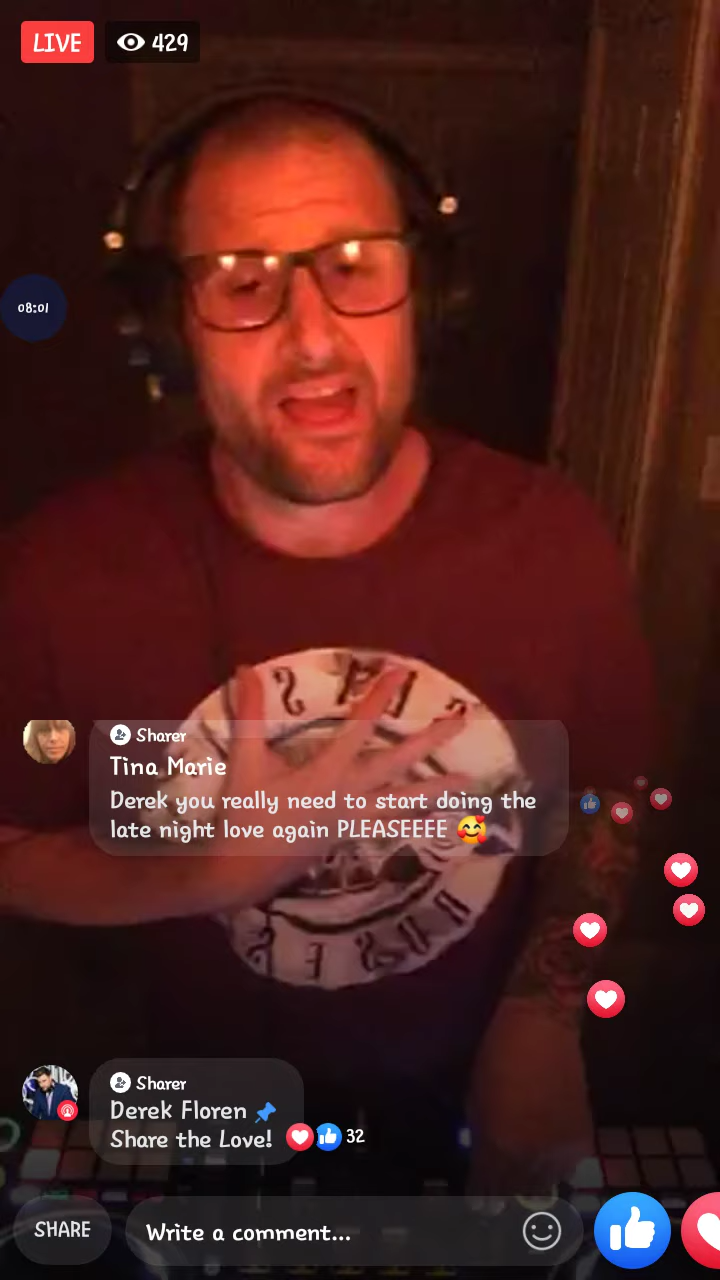 LIVE 429
08:01
Sharer
Tina Marie
Derek you really need to start doing the
late night love again PLEASEEEE 🥰
Sharer
Derek Floren 📌
Share the Love! 32
SHARE Write a comment...